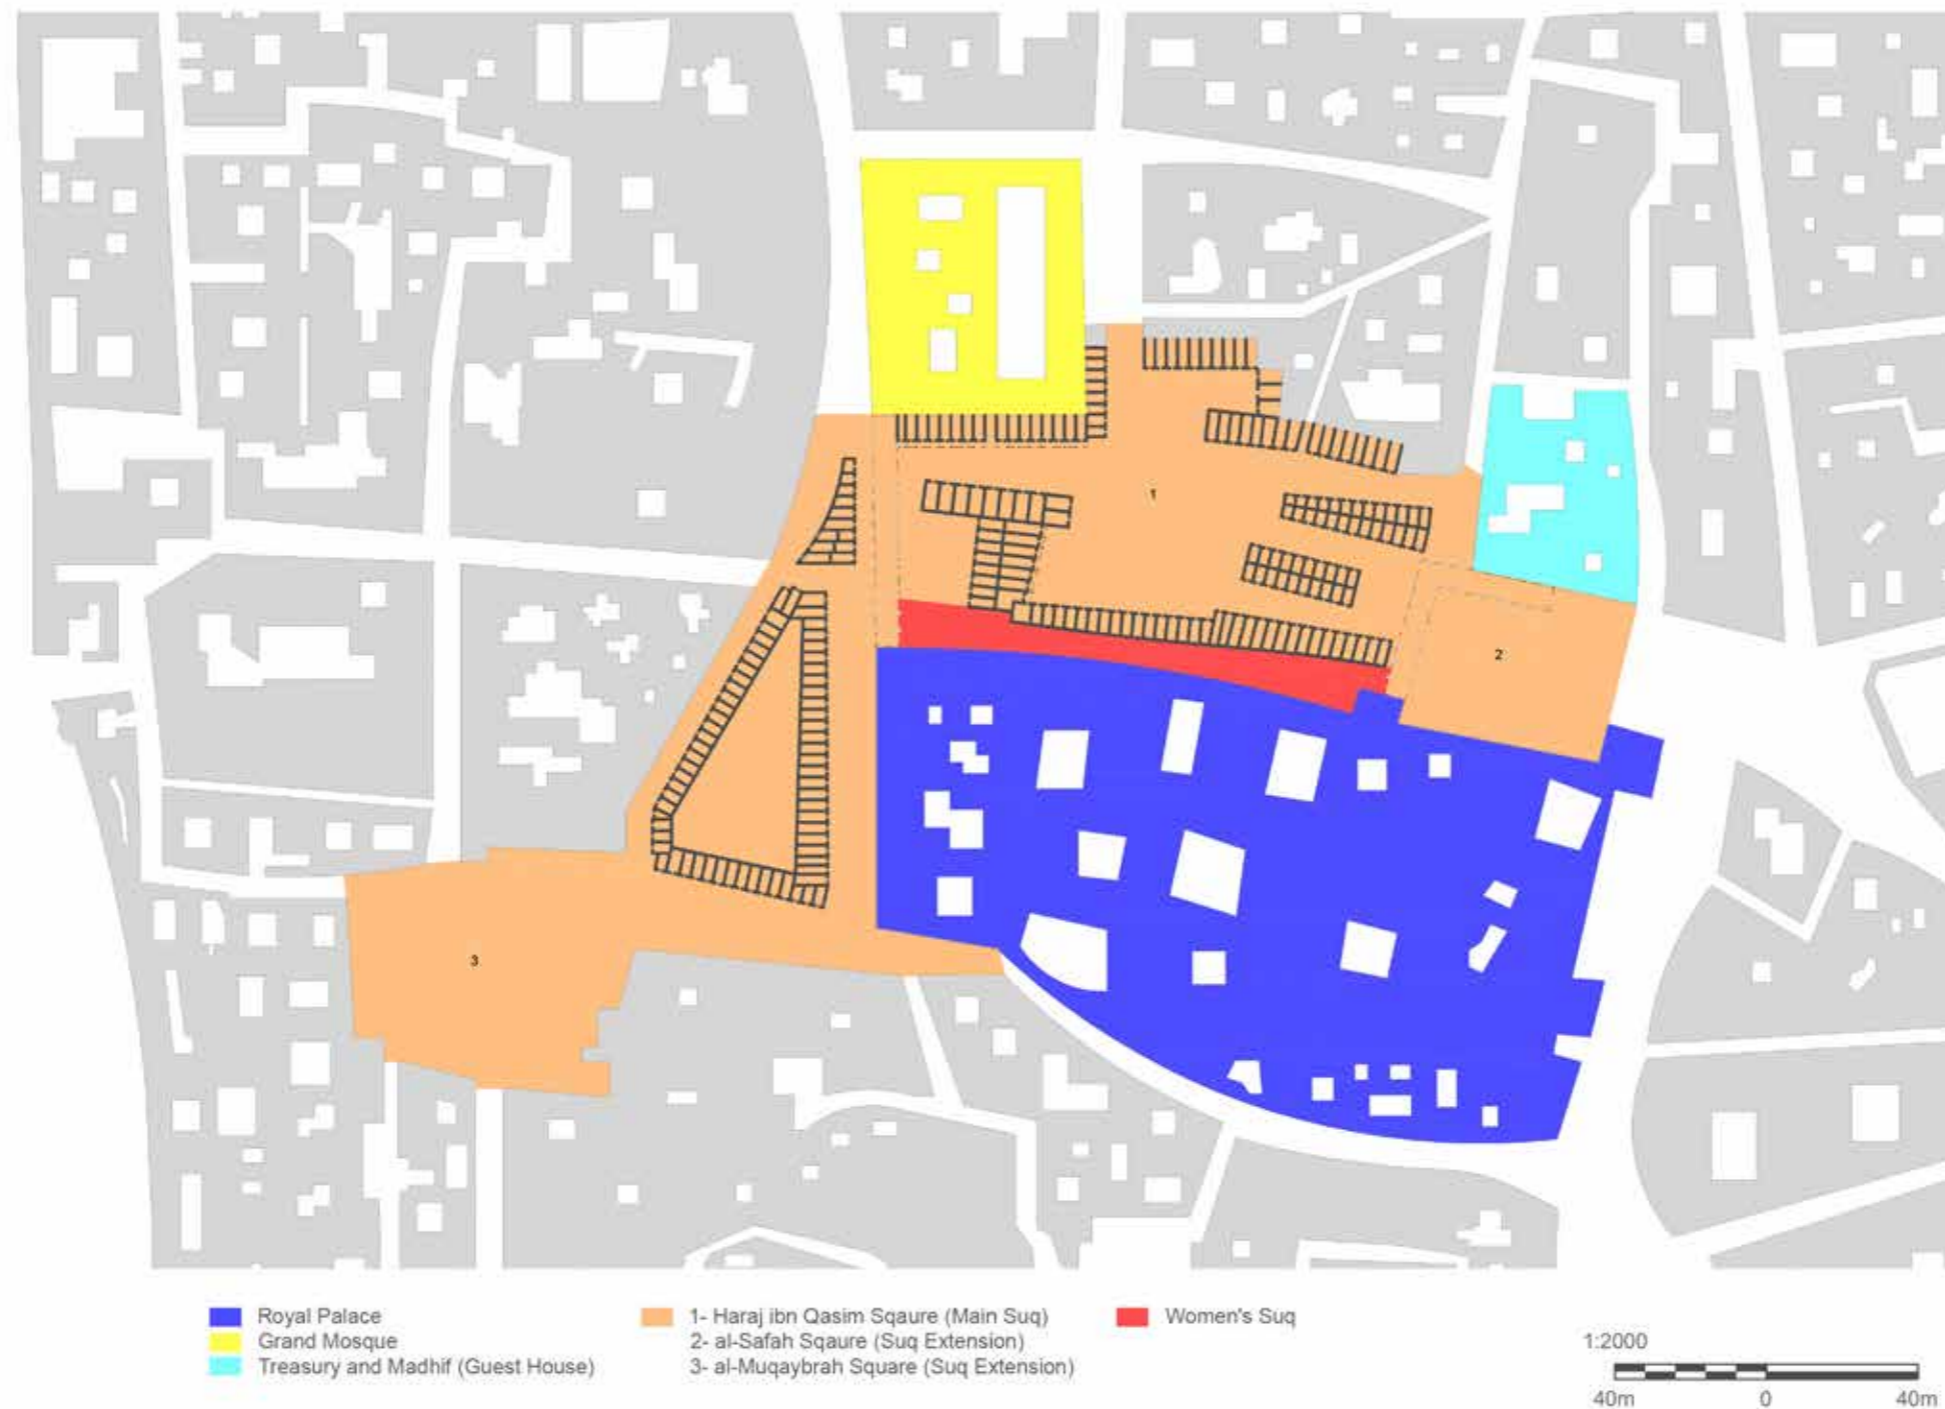 1
2
3
Royal Palace
Grand Mosque
Treasury and Madhif (Guest House)
1- Haraj ibn Qasim Sqaure (Main Suq)
2- al-Safah Sqaure (Suq Extension)
3- al-Muqaybrah Square (Suq Extension)
Women's Suq
1:2000
40m 0 40m